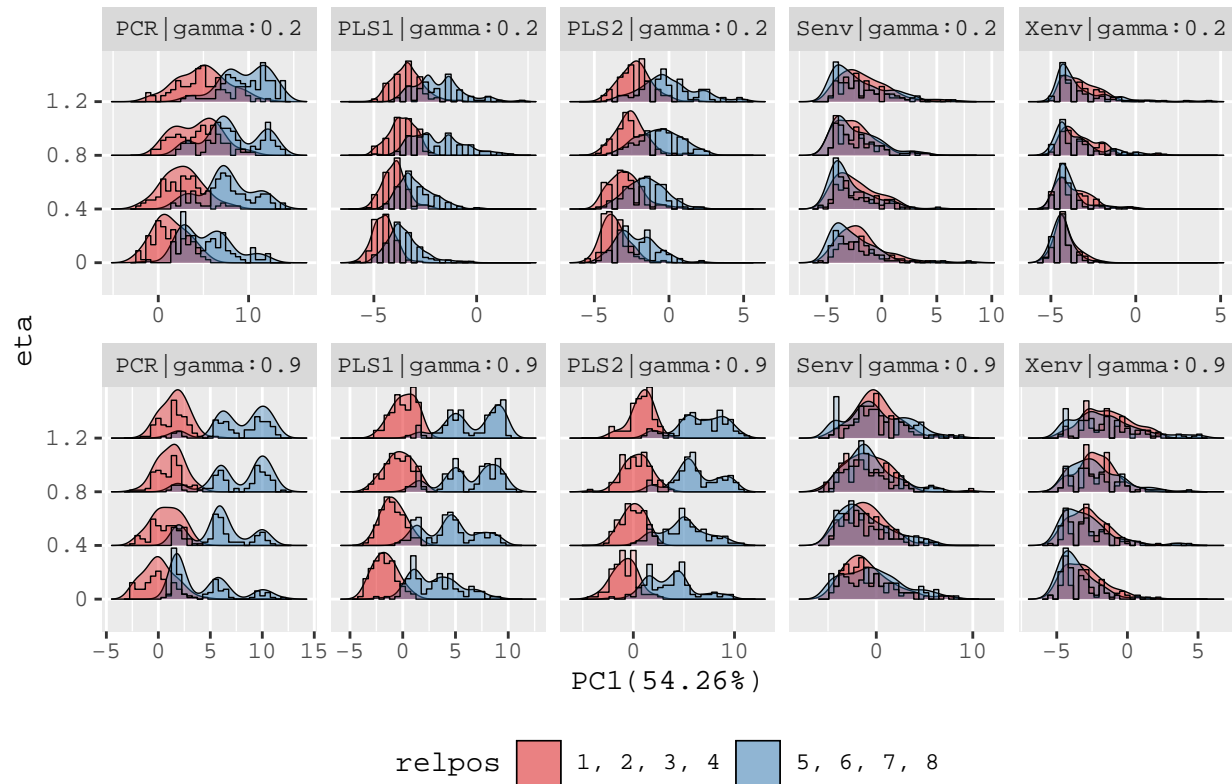 PCR|gamma:0.2 PLS1|gamma:0.2 PLS2|gamma:0.2 Senv|gamma:0.2 Xenv|gamma:0.2
1.2
0.8
0.4
0
0 10 -5 0 -5 0 5 -5 0 5 10 -5 0 5
eta
PCR|gamma:0.9 PLS1|gamma:0.9 PLS2|gamma:0.9 Senv|gamma:0.9 Xenv|gamma:0.9
1.2
0.8
0.4
0
-5 0 5 10 15 -5 0 5 10 0 10 0 10 -5 0 5
PC1(54.26%)
relpos 1, 2, 3, 4 5, 6, 7, 8